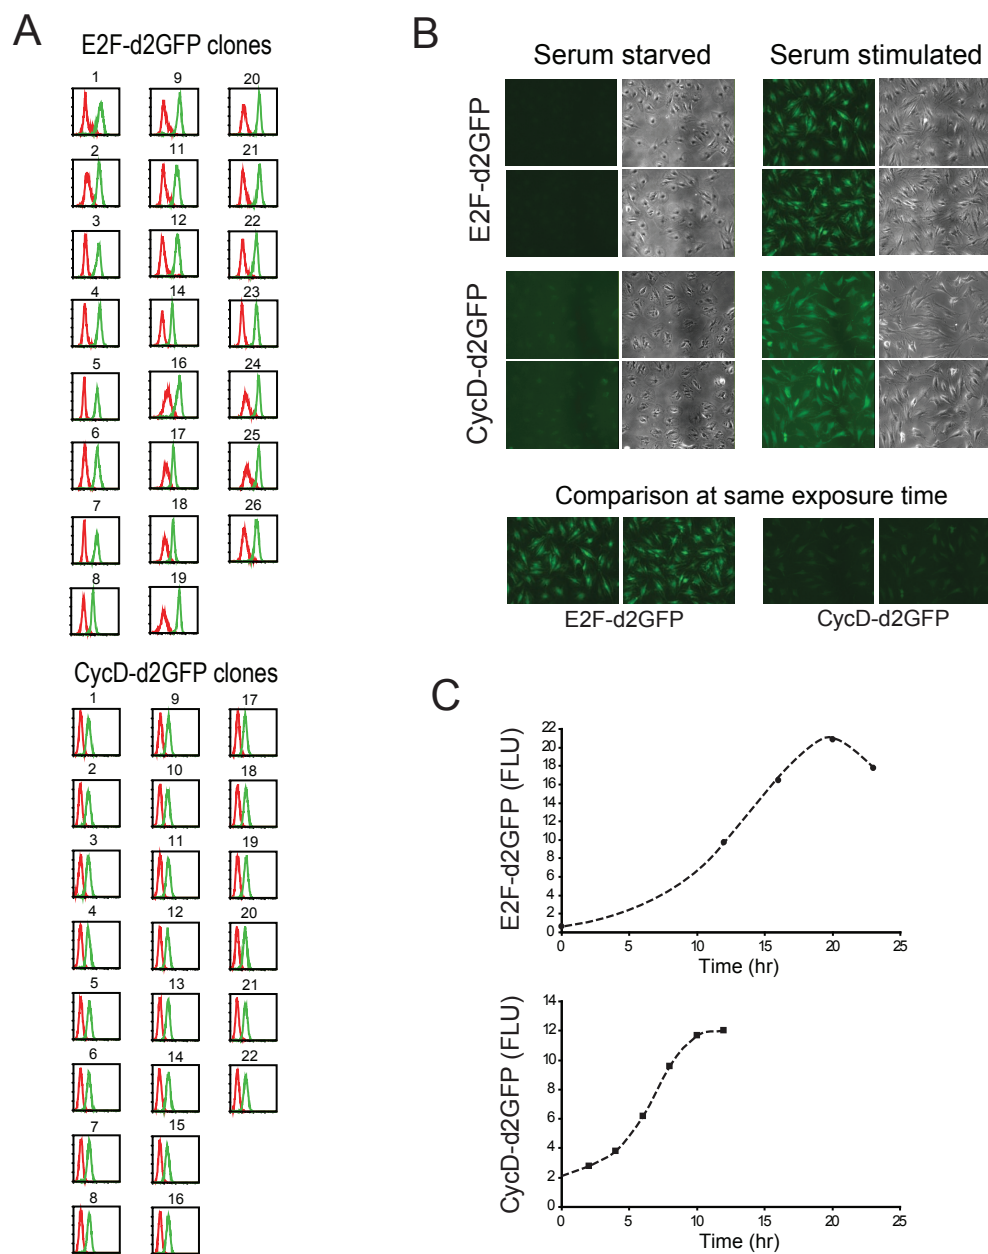 A
E2F-d2GFP clones
1 9 20
2 11 21
3 12 22
4 14 23
5 16 24
6 17 25
7 18 26
8 19
CycD-d2GFP clones
1 9 17
2 10 18
3 11 19
4 12 20
5 13 21
6 14 22
7 15
8 16
B
Serum starved Serum stimulated
E2F-d2GFP
CycD-d2GFP
Comparison at same exposure time
E2F-d2GFP CycD-d2GFP
C
E2F-d2GFP (FLU)
22
20
18
16
14
12
10
8
6
4
2
0
0 5 10 15 20 25
Time (hr)
CycD-d2GFP (FLU)
14
12
10
8
6
4
2
0
0 5 10 15 20 25
Time (hr)